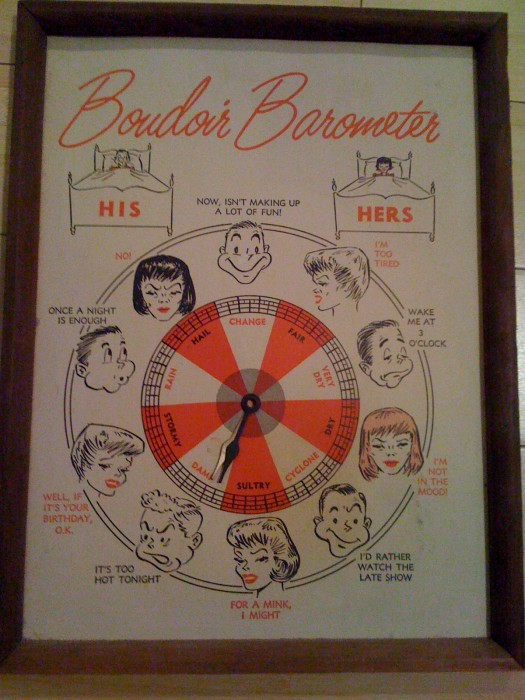 Boudoir Barometer
HIS
HERS
NOW, ISN'T MAKING UP
A LOT OF FUN!
I'M
TOO
TIRED
WAKE
ME AT
3
O'CLOCK
I'M
NOT
IN THE
MOOD!
I'D RATHER
WATCH THE
LATE SHOW
FOR A MINK,
I MIGHT
IT'S TOO
HOT TONIGHT
WELL, IF
IT'S YOUR
BIRTHDAY,
O.K.
ONCE A NIGHT
IS ENOUGH
NO!
CHANGE
FAIR
VERY
DRY
DRY
CYCLONE
SULTRY
DAMP
STORMY
RAIN
HAIL